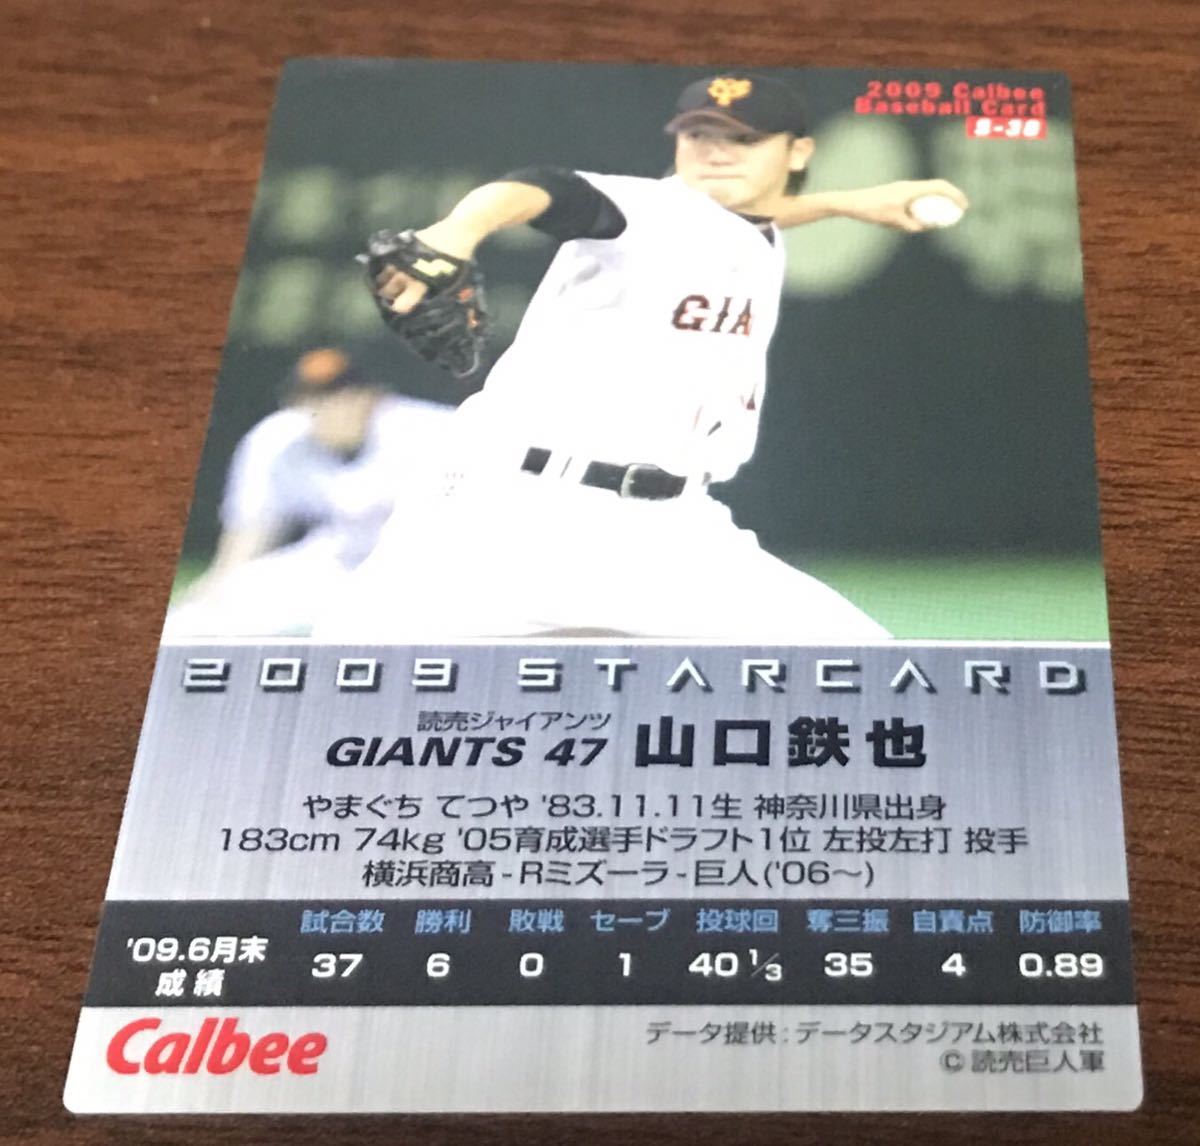 2009 Calbee
Baseball Card
S-38
GIA
2009 STARCARD
読売ジャイアンツ
GIANTS 47 山口鉄也
やまぐち てつや '83.11.11生 神奈川県出身
183cm 74kg '05育成選手ドラフト1位 左投左打 投手
横浜商高-Rミズーラ-巨人('06〜)
試合数 勝利 敗戦 セーブ 投球回 奪三振 自責点 防御率
'09.6月末成績 37 6 0 1 40 1/3 35 4 0.89
Calbee
データ提供:データスタジアム株式会社
© 読売巨人軍